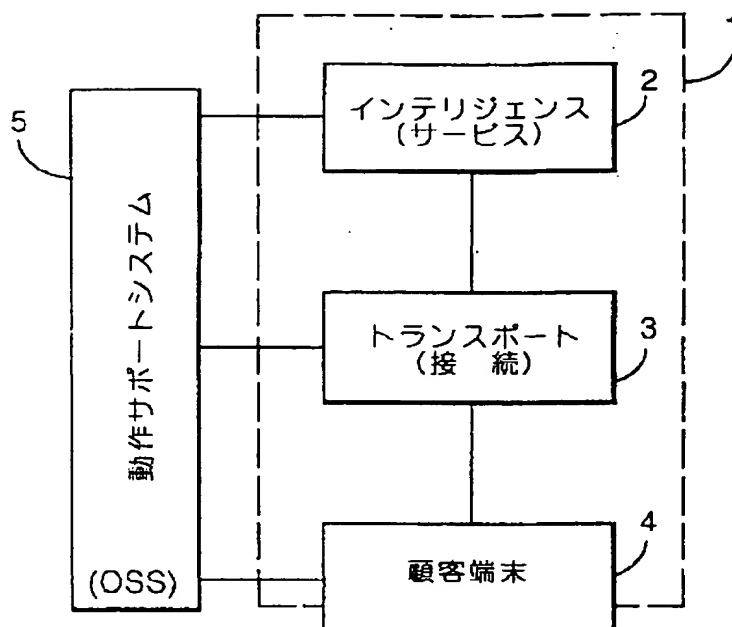 インテリジェンス
(サービス)
2
5
動作サポートシステム
(OSS)
トランスポート
(接 続)
3
顧客端末
4